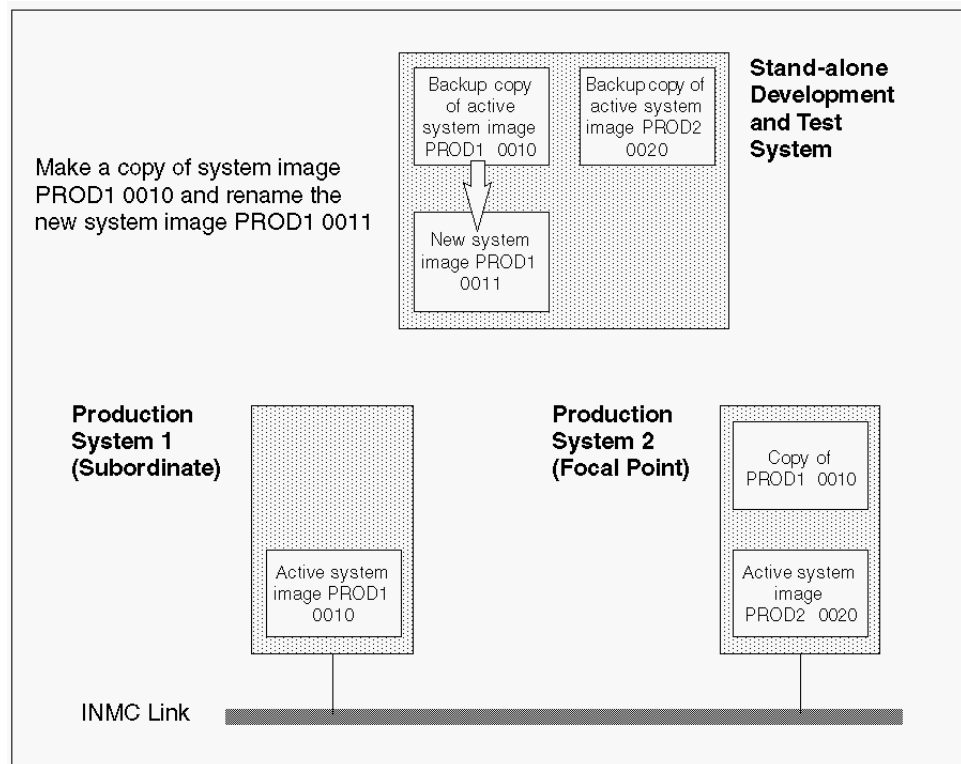 Backup copy
of active
system image
PROD1 0010
Backup copy of
active system
image PROD2
0020
Stand-alone
Development
and Test
System
Make a copy of system image
PROD1 0010 and rename the
new system image PROD1 0011
New system
image PROD1
0011
Production
System 1
(Subordinate)
Active system
image PROD1
0010
Production
System 2
(Focal Point)
Copy of
PROD1 0010
Active system
image
PROD2 0020
INMC Link